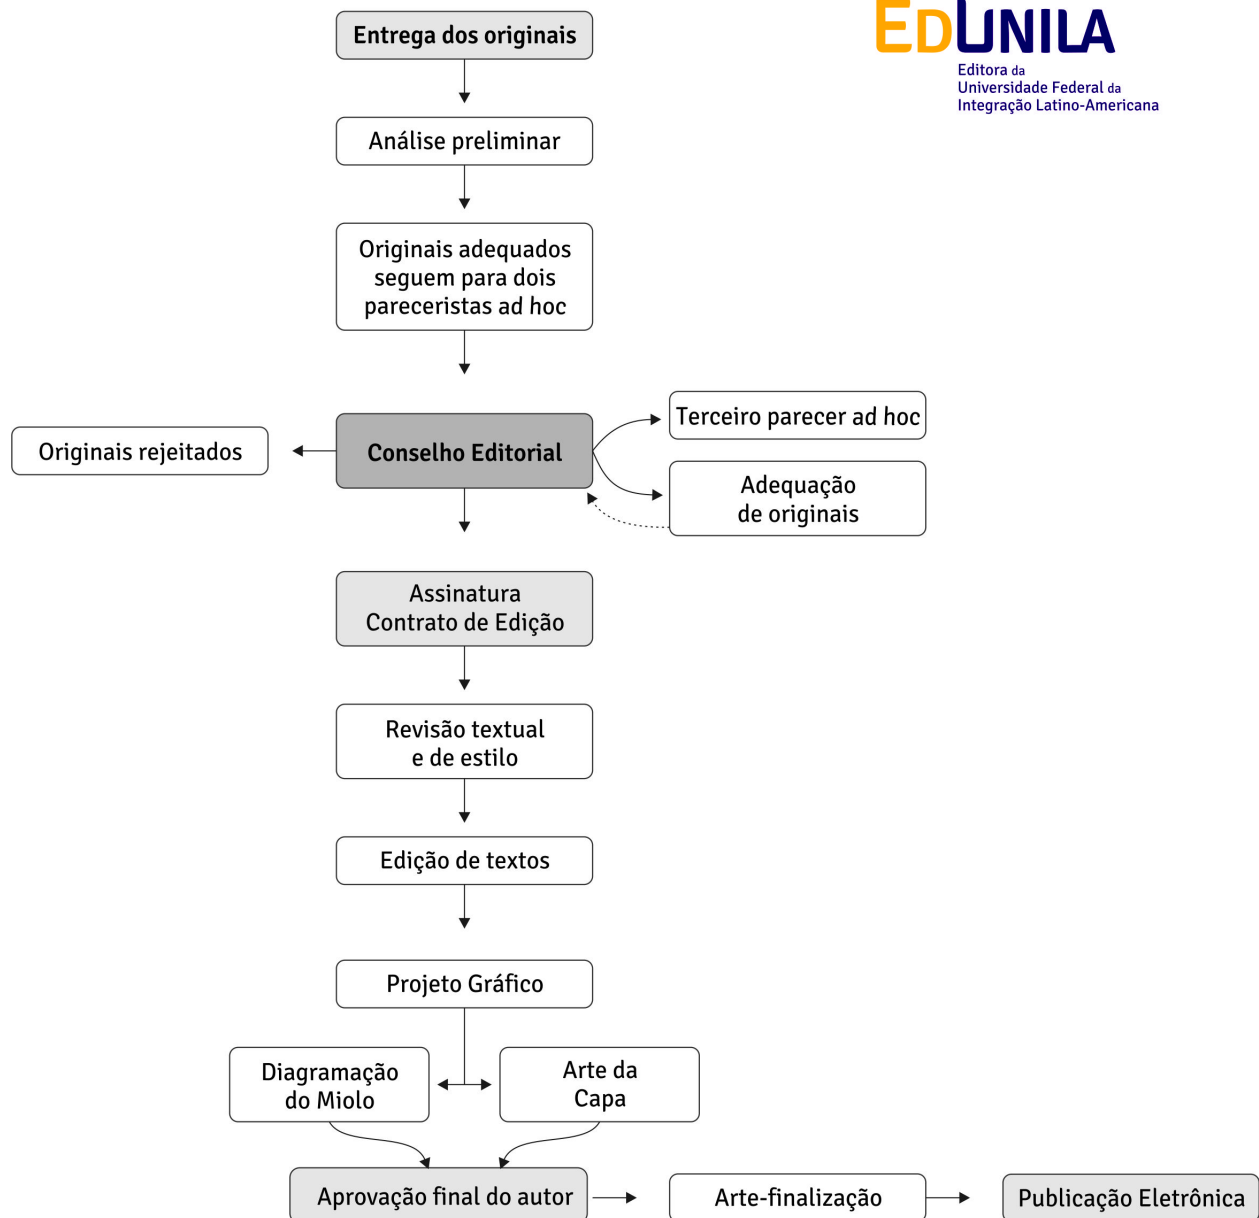 EDUNILA
Editora da
Universidade Federal da
Integração Latino-Americana
Entrega dos originais
Análise preliminar
Originais adequados
seguem para dois
pareceristas ad hoc
Originais rejeitados
Conselho Editorial
Terceiro parecer ad hoc
Adequação
de originais
Assinatura
Contrato de Edição
Revisão textual
e de estilo
Edição de textos
Projeto Gráfico
Diagramação
do Miolo
Arte da
Capa
Aprovação final do autor
Arte-finalização
Publicação Eletrônica